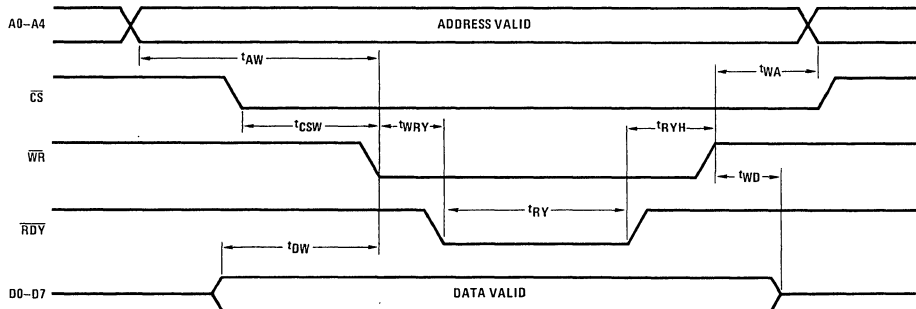 A0–A4
ADDRESS VALID
tAW
tWA
CS
tCSW
tWRY
tRYH
WR
tWD
RDY
tRY
tDW
D0–D7
DATA VALID